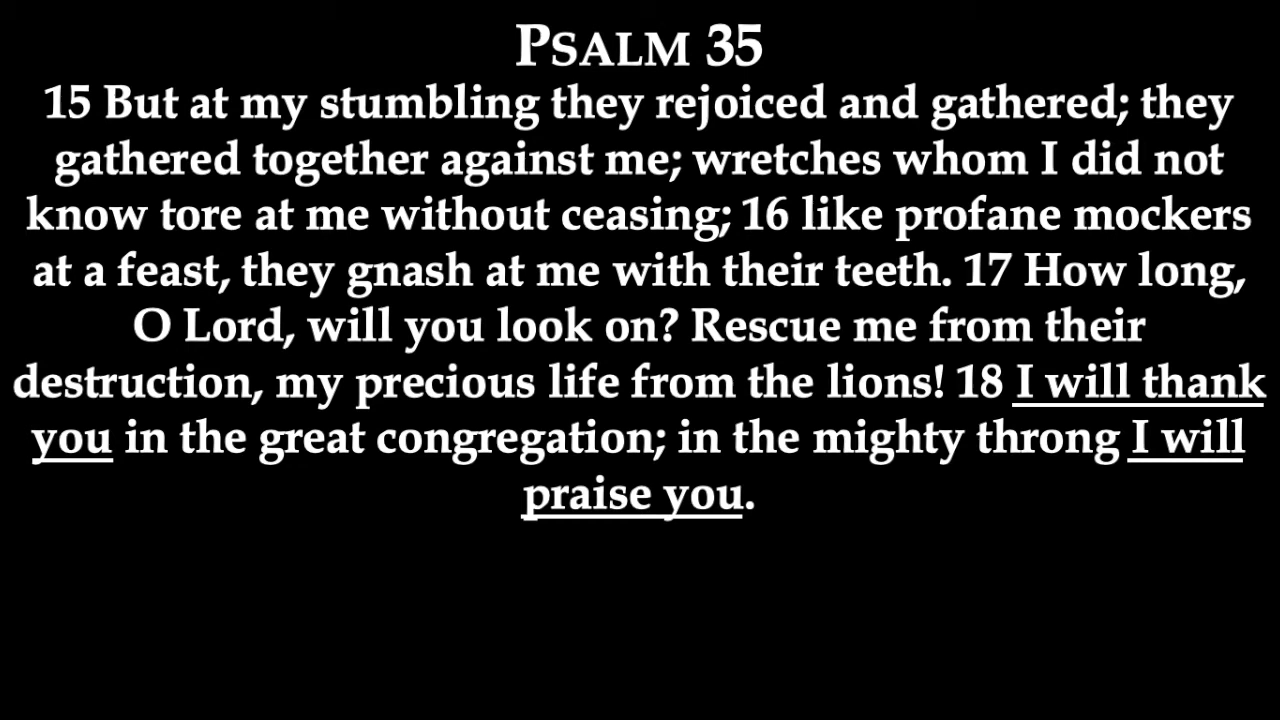 PSALM 35
15 But at my stumbling they rejoiced and gathered; they
gathered together against me; wretches whom I did not
know tore at me without ceasing; 16 like profane mockers
at a feast, they gnash at me with their teeth. 17 How long,
O Lord, will you look on? Rescue me from their
destruction, my precious life from the lions! 18 I will thank
you in the great congregation; in the mighty throng I will
praise you.